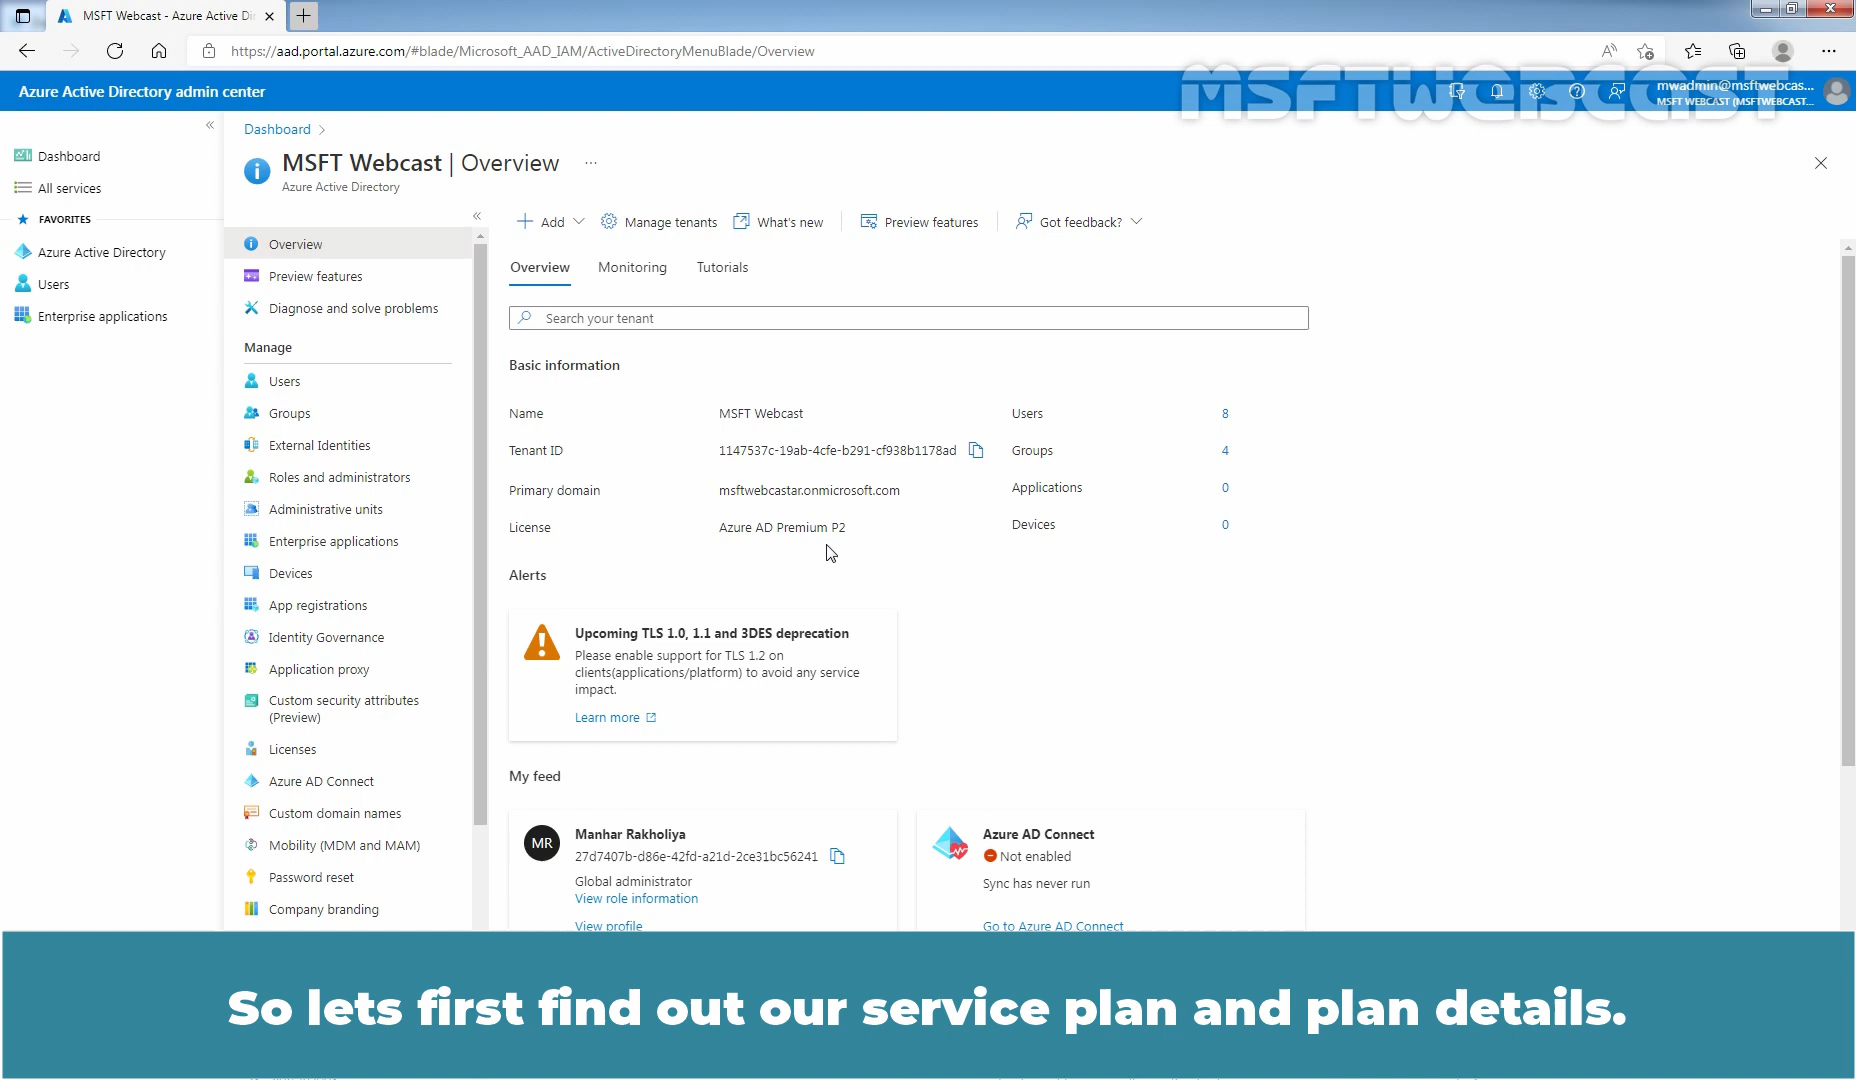 MSFT Webcast - Azure Active Di
https://aad.portal.azure.com/#blade/Microsoft_AAD_IAM/ActiveDirectoryMenuBlade/Overview
MSFTWEBCAST
Azure Active Directory admin center
mwadmin@msftwebcas...
MSFT WEBCAST (MSFTWEBCAST...
Dashboard
All services
FAVORITES
Azure Active Directory
Users
Enterprise applications
Dashboard >
MSFT Webcast | Overview ...
Azure Active Directory
Overview
Preview features
Diagnose and solve problems
Manage
Users
Groups
External Identities
Roles and administrators
Administrative units
Enterprise applications
Devices
App registrations
Identity Governance
Application proxy
Custom security attributes
(Preview)
Licenses
Azure AD Connect
Custom domain names
Mobility (MDM and MAM)
Password reset
Company branding
Add
Manage tenants
What's new
Preview features
Got feedback?
Overview
Monitoring
Tutorials
Search your tenant
Basic information
Name MSFT Webcast
Tenant ID 1147537c-19ab-4cfe-b291-cf938b1178ad
Primary domain msftwebcastar.onmicrosoft.com
License Azure AD Premium P2
Users 8
Groups 4
Applications 0
Devices 0
Alerts
Upcoming TLS 1.0, 1.1 and 3DES deprecation
Please enable support for TLS 1.2 on
clients(applications/platform) to avoid any service
impact.
Learn more
My feed
MR
Manhar Rakholiya
27d7407b-d86e-42fd-a21d-2ce31bc56241
Global administrator
View role information
View profile
Azure AD Connect
Not enabled
Sync has never run
Go to Azure AD Connect
So lets first find out our service plan and plan details.